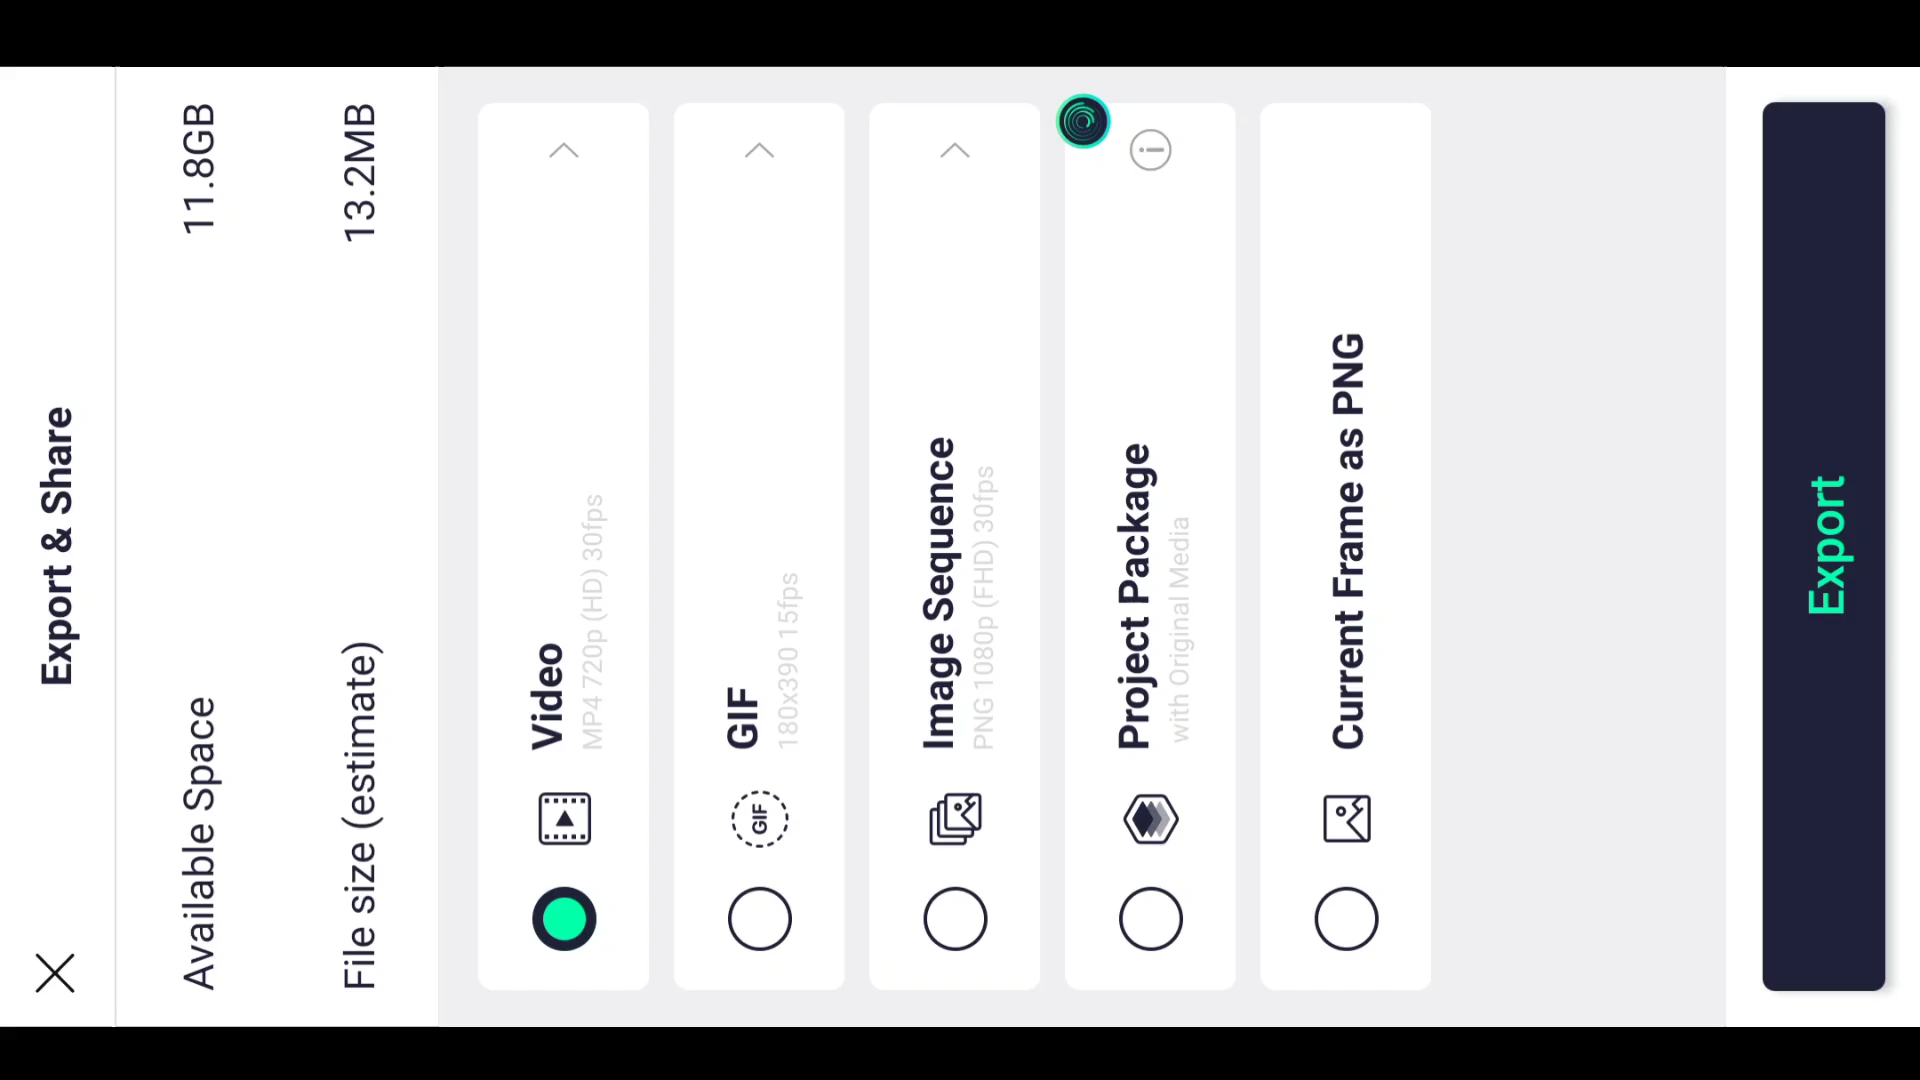 Export & Share
Available Space
11.8GB
File size (estimate)
13.2MB
Video
MP4 720p (HD) 30fps
GIF
GIF
180x390 15fps
Image Sequence
PNG 1080p (FHD) 30fps
Project Package
with Original Media
Current Frame as PNG
Export